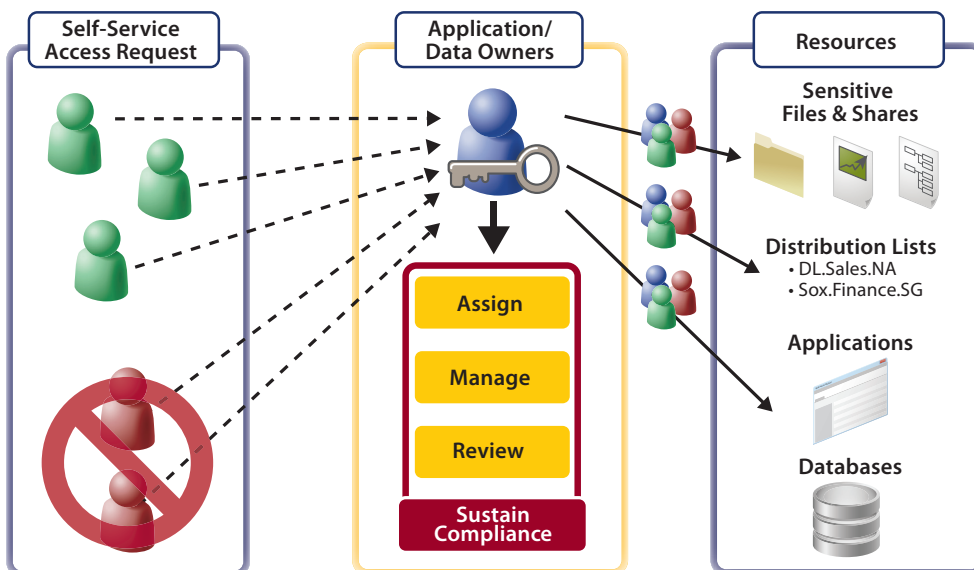 Self-Service
Access Request
Application/
Data Owners
Resources
Sensitive
Files & Shares
Distribution Lists
• DL.Sales.NA
• Sox.Finance.SG
Applications
Databases
Assign
Manage
Review
Sustain
Compliance